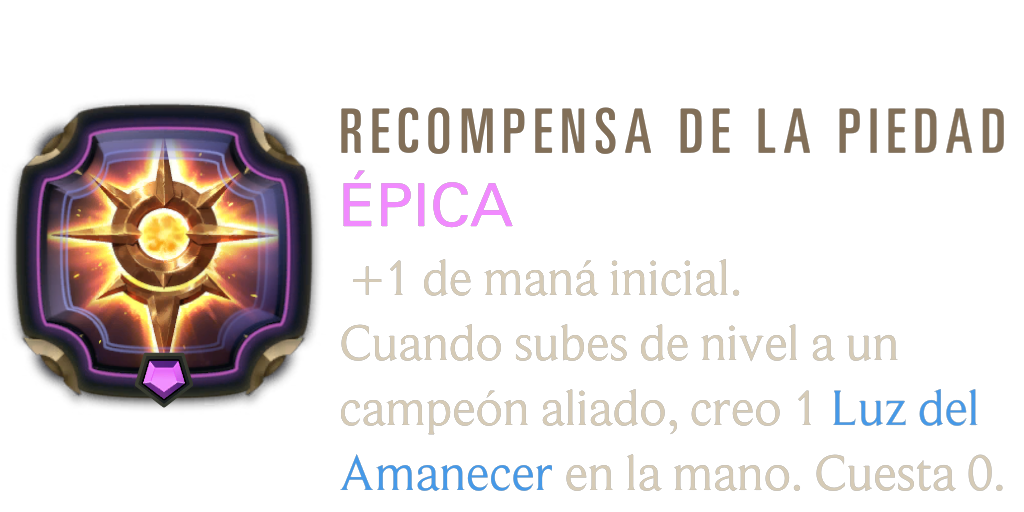 RECOMPENSA DE LA PIEDAD
ÉPICA
+1 de maná inicial.
Cuando subes de nivel a un
campeón aliado, creo 1 Luz del
Amanecer en la mano. Cuesta 0.